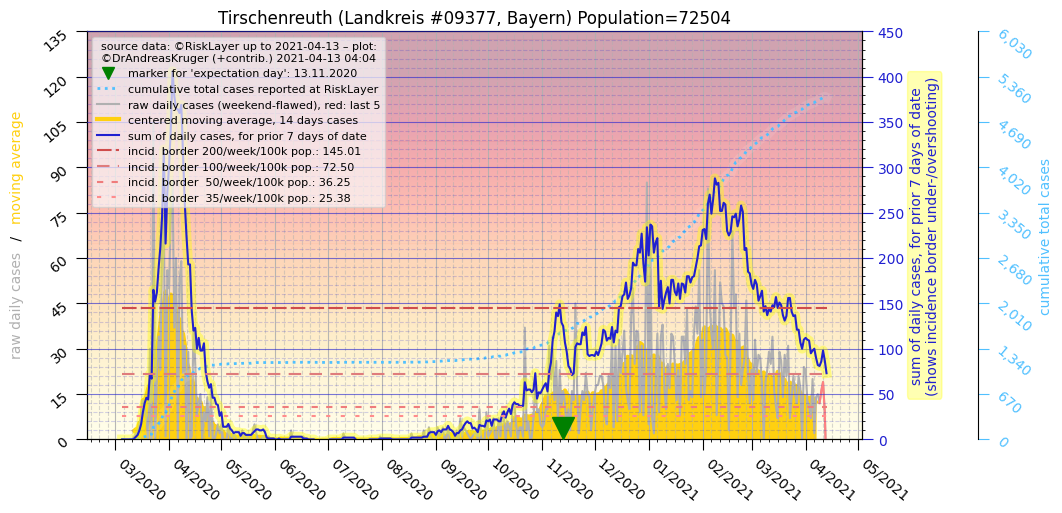 Tirschenreuth (Landkreis #09377, Bayern) Population=72504
source data: ©RiskLayer up to 2021-04-13 – plot:
©DrAndreasKruger (+contrib.) 2021-04-13 04:04
marker for 'expectation day': 13.11.2020
cumulative total cases reported at RiskLayer
raw daily cases (weekend-flawed), red: last 5
centered moving average, 14 days cases
sum of daily cases, for prior 7 days of date
incid. border 200/week/100k pop.: 145.01
incid. border 100/week/100k pop.: 72.50
incid. border  50/week/100k pop.: 36.25
incid. border  35/week/100k pop.: 25.38
raw daily cases / moving average
135
120
105
90
75
60
45
30
15
0
450
400
350
300
250
200
150
100
50
0
sum of daily cases, for prior 7 days of date
(shows incidence border under-/overshooting)
6,030
5,360
4,690
4,020
3,350
2,680
2,010
1,340
670
0
cumulative total cases
03/2020
04/2020
05/2020
06/2020
07/2020
08/2020
09/2020
10/2020
11/2020
12/2020
01/2021
02/2021
03/2021
04/2021
05/2021